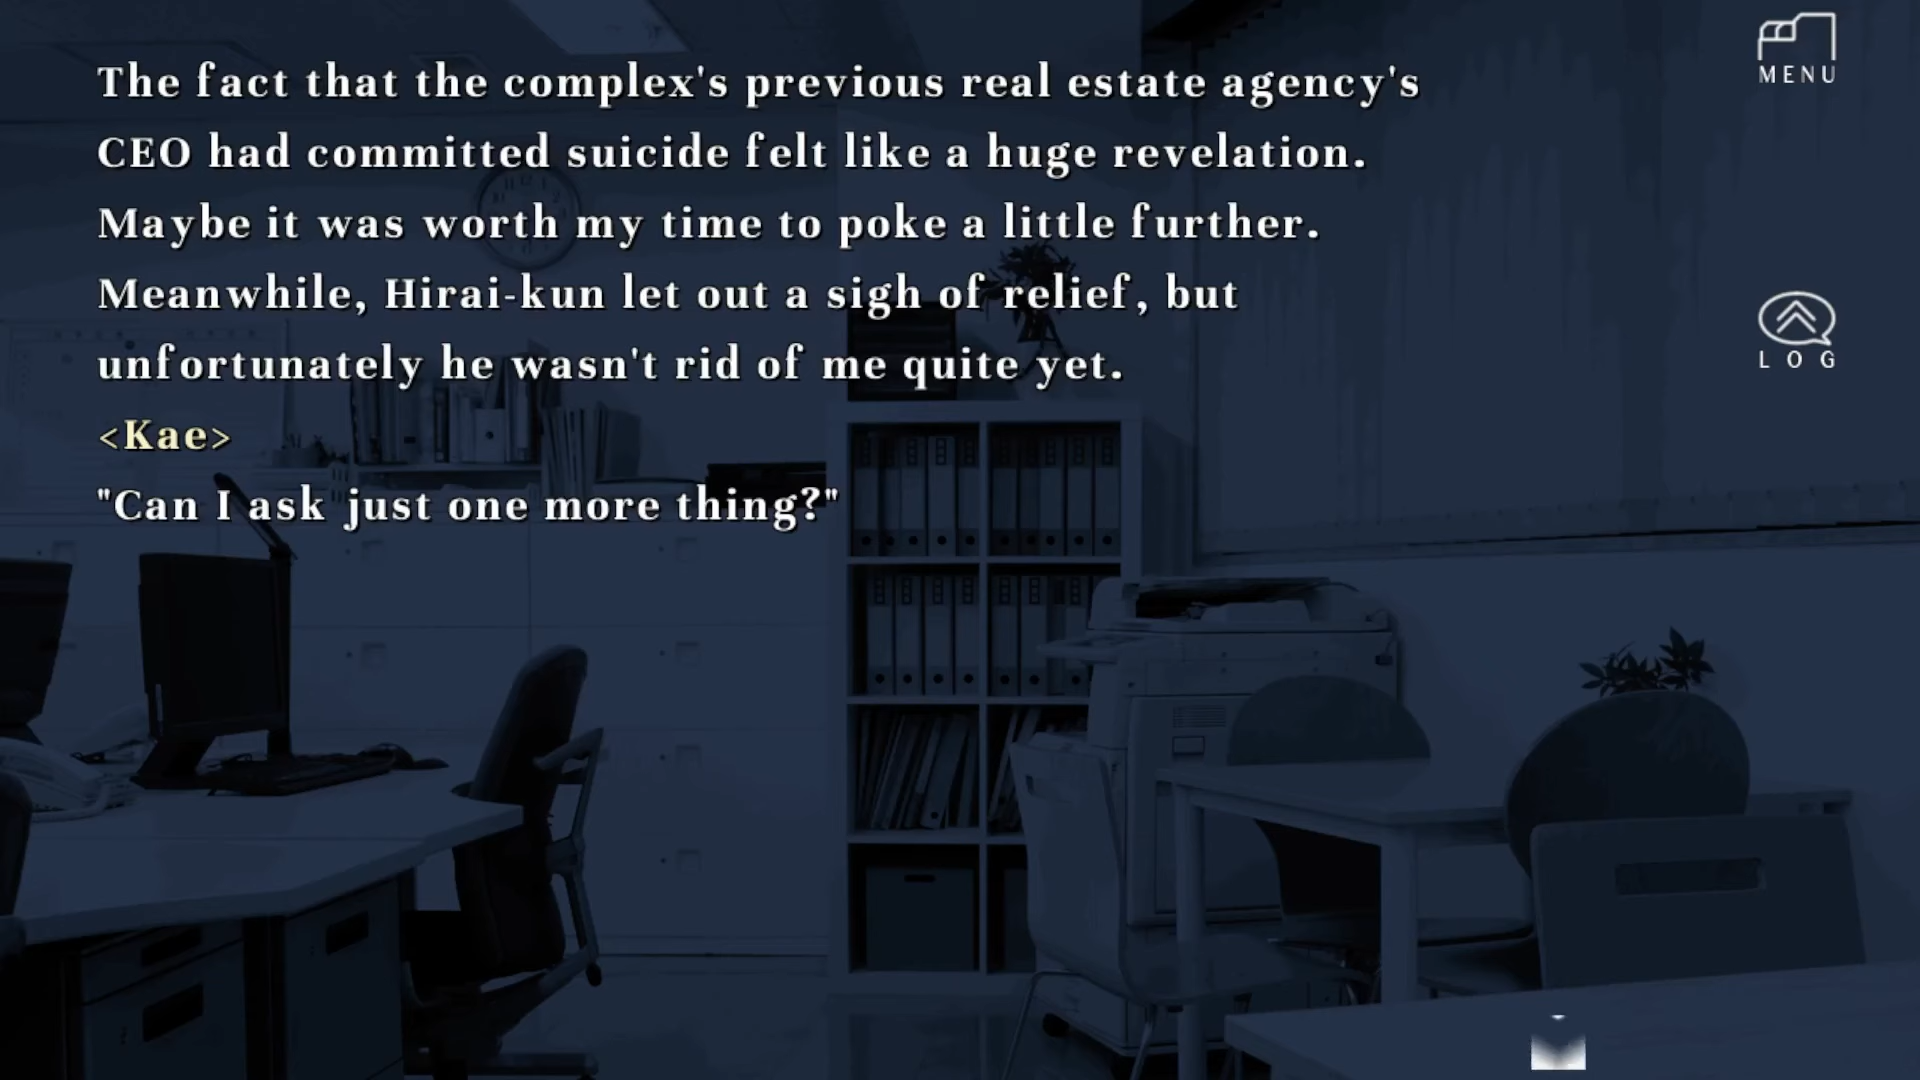 The fact that the complex's previous real estate agency's
CEO had committed suicide felt like a huge revelation.
Maybe it was worth my time to poke a little further.
Meanwhile, Hirai-kun let out a sigh of relief, but
unfortunately he wasn't rid of me quite yet.
<Kae>
"Can I ask just one more thing?"
MENU
LOG